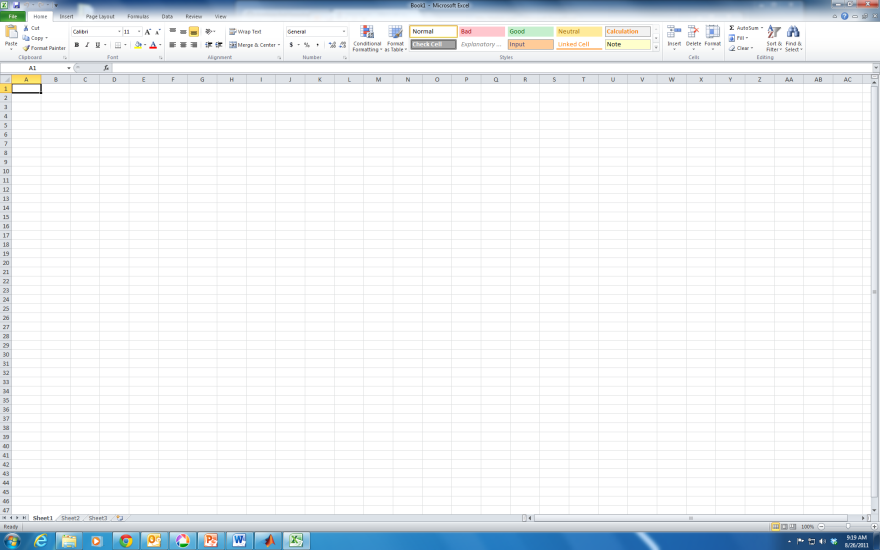 Book1 - Microsoft Excel
File Home Insert Page Layout Formulas Data Review View
Paste
Cut
Copy
Format Painter
Clipboard
Calibri 11
B I U
Font
Wrap Text
Merge & Center
Alignment
General
$ % ,
Number
Conditional Formatting
Format as Table
Normal Bad Good Neutral Calculation
Check Cell Explanatory ... Input Linked Cell Note
Styles
Insert Delete Format
Cells
Σ AutoSum
Fill
Clear
Sort & Filter
Find & Select
Editing
A1 fx
A B C D E F G H I J K L M N O P Q R S T U V W X Y Z AA AB AC
1
2
3
4
5
6
7
8
9
10
11
12
13
14
15
16
17
18
19
20
21
22
23
24
25
26
27
28
29
30
31
32
33
34
35
36
37
38
39
40
41
42
43
44
45
46
47
Sheet1 Sheet2 Sheet3
Ready 100%
9:19 AM
8/26/2011